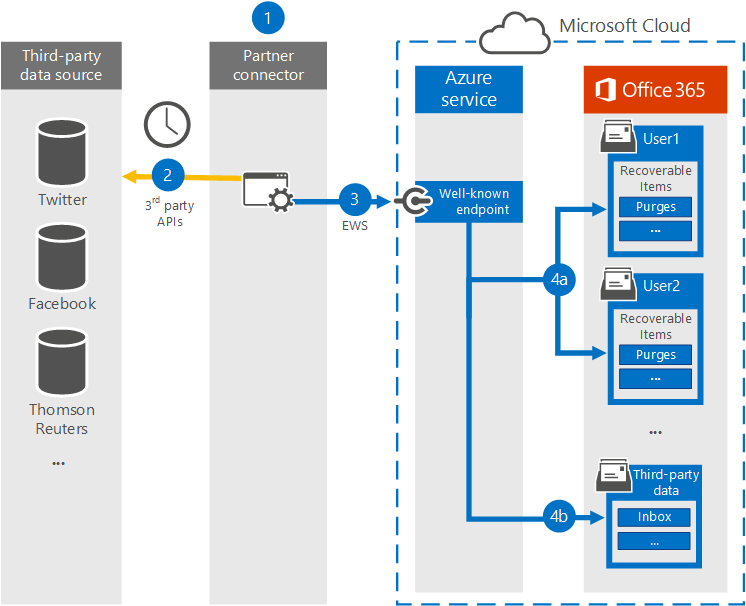 1
Microsoft Cloud
Third-party
data source
Partner
connector
Azure
service
Office 365
Twitter
Facebook
Thomson
Reuters
...
2
3rd party
APIs
3
EWS
Well-known
endpoint
4a
User1
Recoverable
Items
Purges
...
User2
Recoverable
Items
Purges
...
...
4b
Third-party
data
Inbox
...